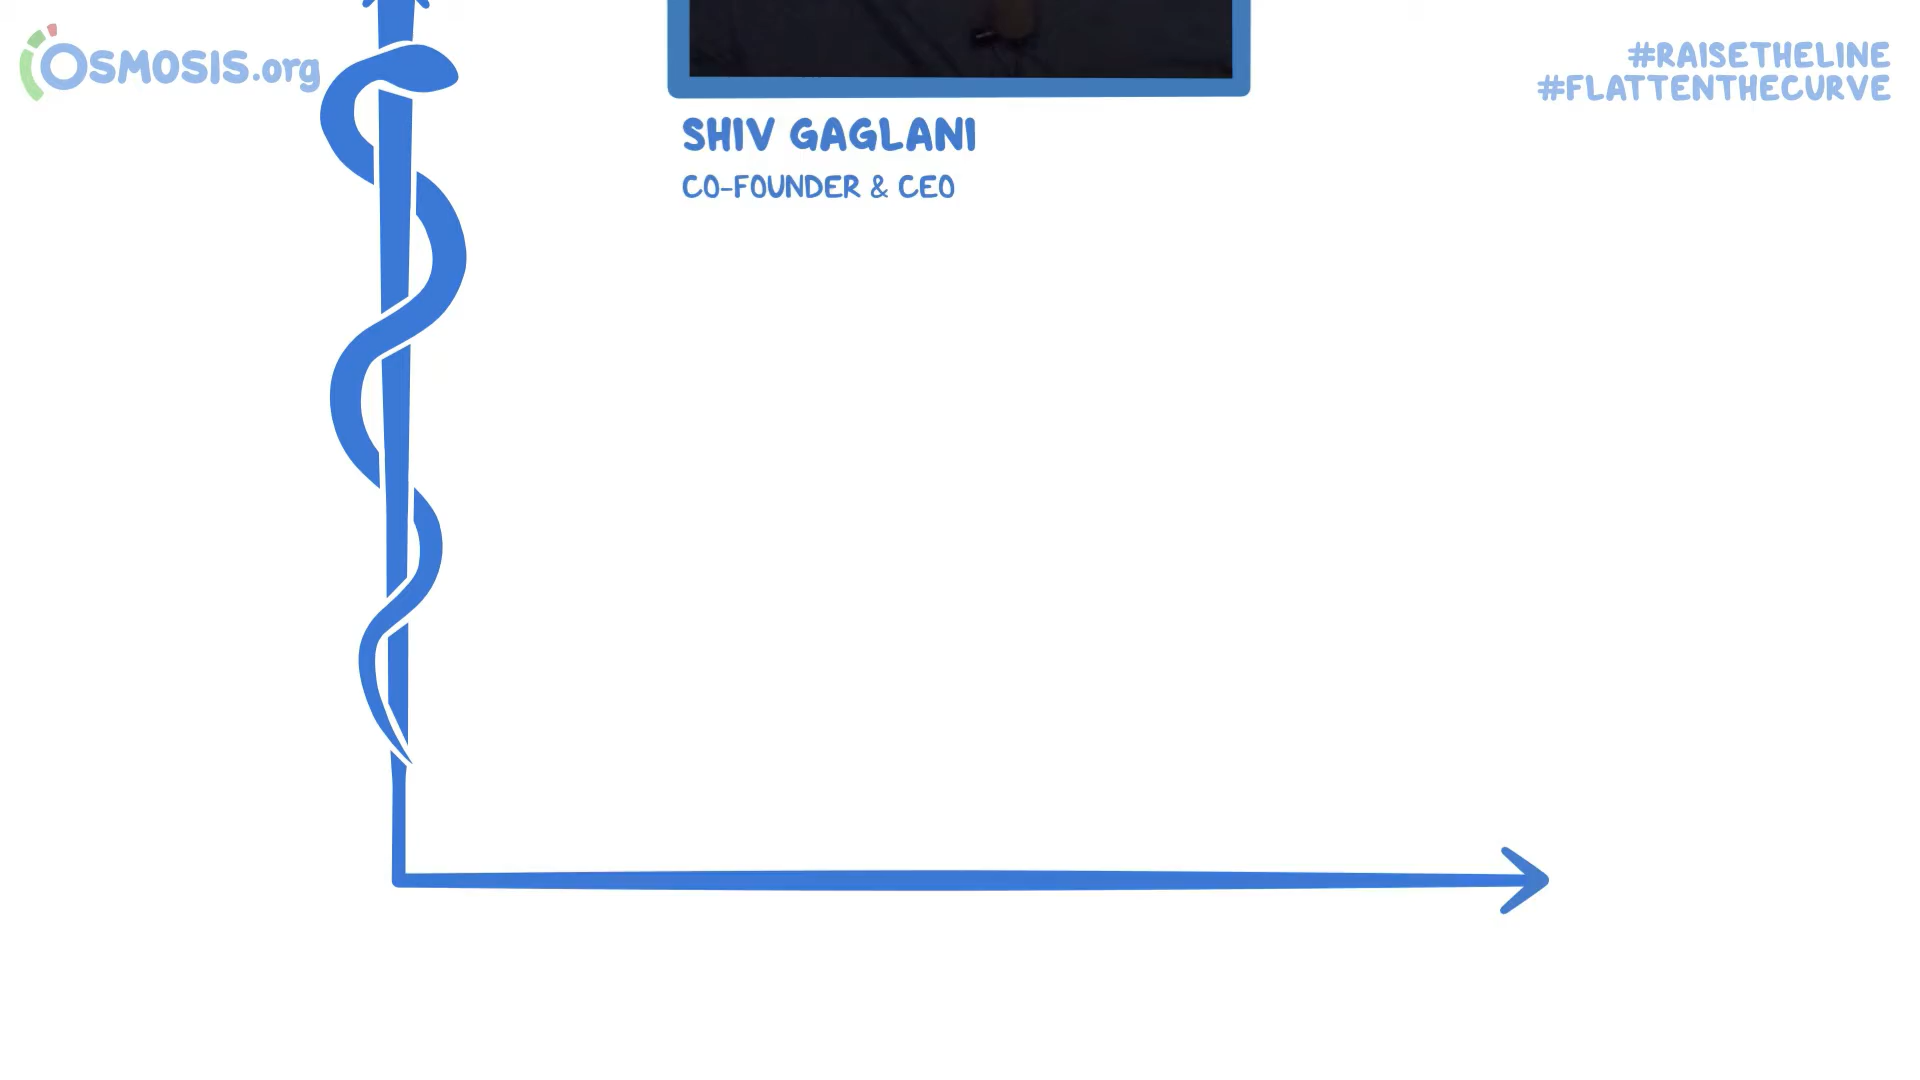 OSMOSIS.org
#RAISETHELINE
#FLATTENTHECURVE
SHIV GAGLANI
CO-FOUNDER & CEO